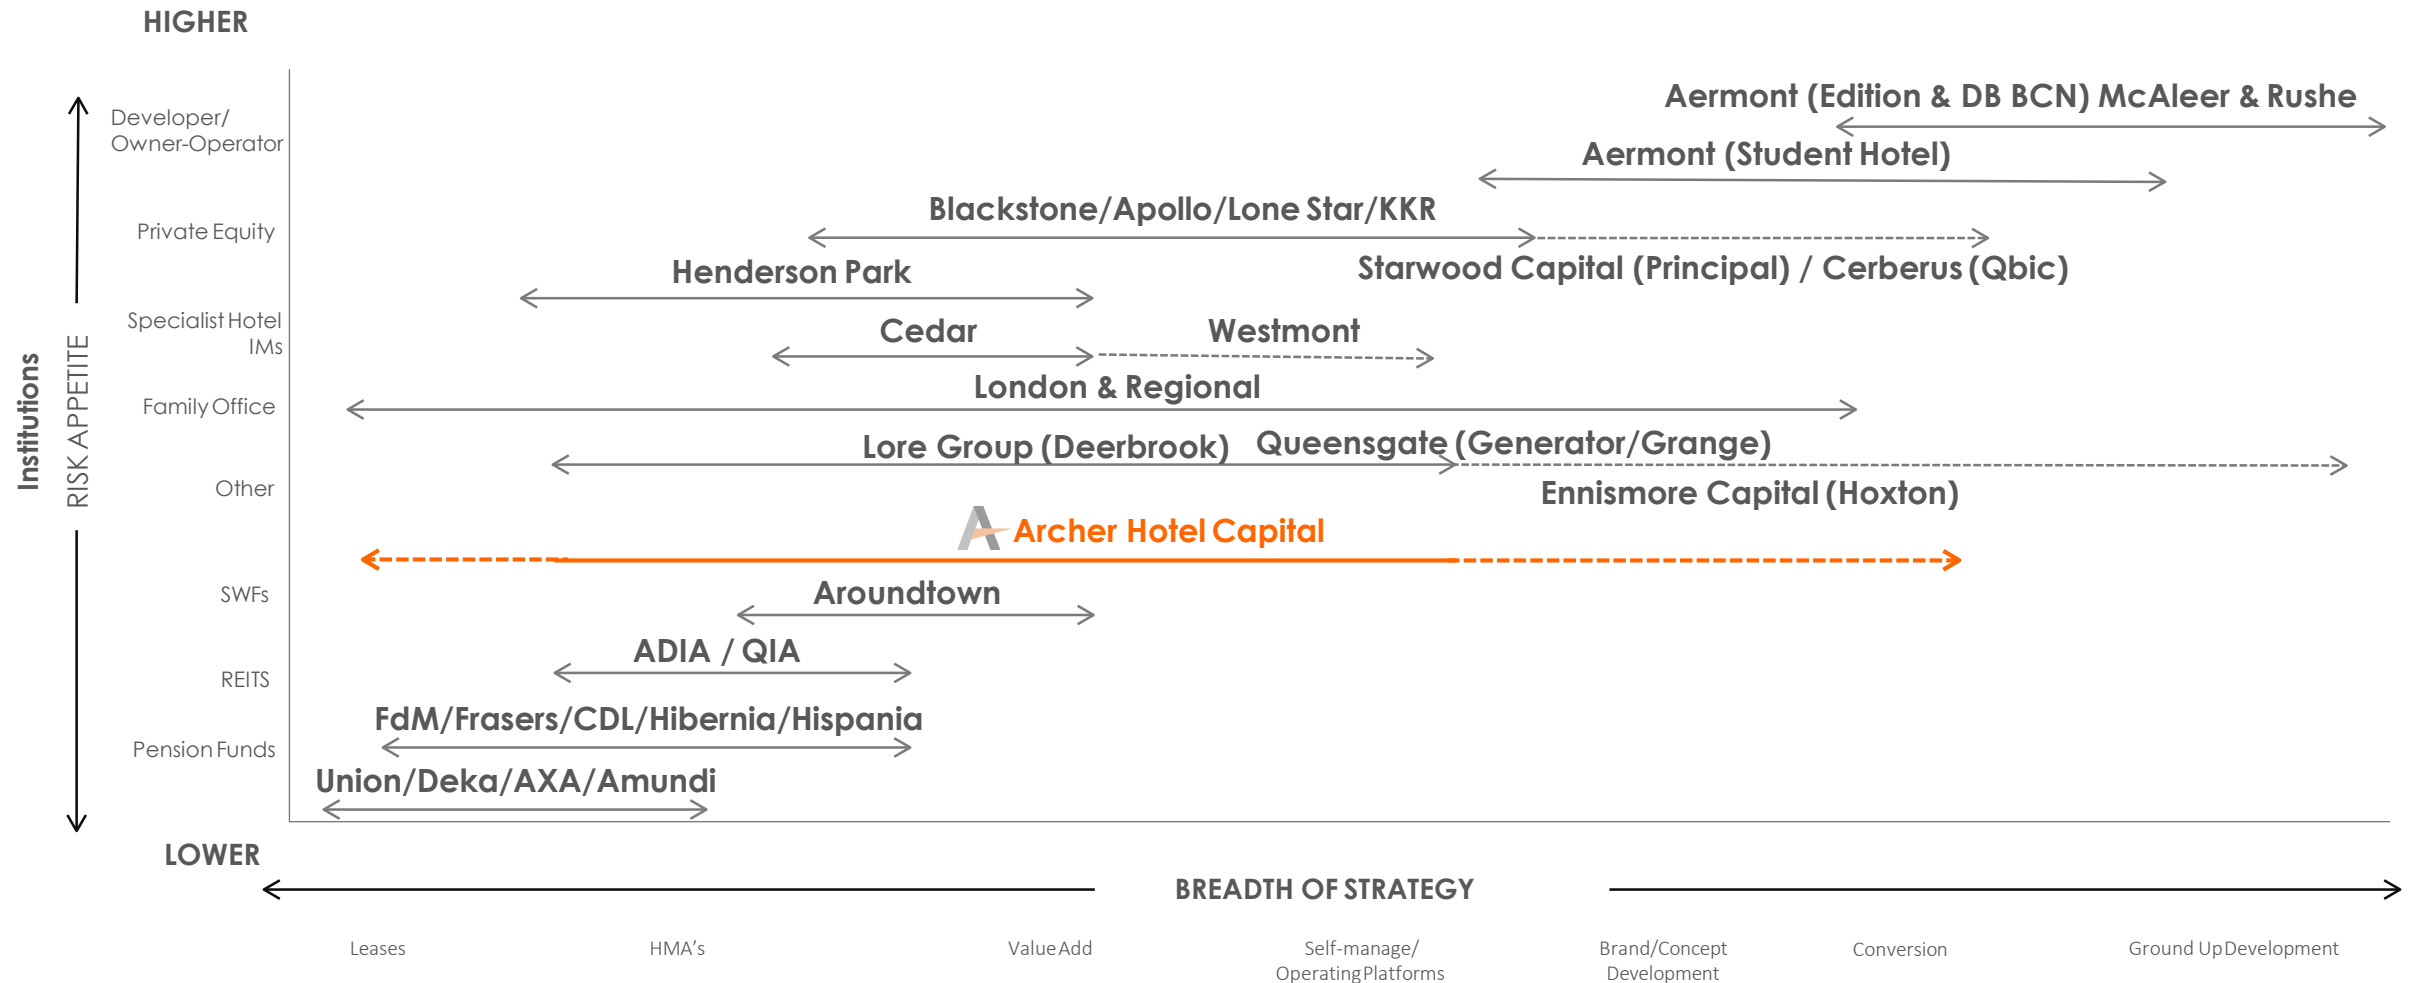 HIGHER
Aermont (Edition & DB BCN) McAleer & Rushe
Developer/
Owner-Operator
Aermont (Student Hotel)
Blackstone/Apollo/Lone Star/KKR
Private Equity
Starwood Capital (Principal) / Cerberus (Qbic)
Henderson Park
Specialist Hotel
IMs
Cedar
Westmont
Institutions
RISK APPETITE
Family Office
London & Regional
Lore Group (Deerbrook)
Queensgate (Generator/Grange)
Other
Ennismore Capital (Hoxton)
Archer Hotel Capital
SWFs
Aroundtown
ADIA / QIA
REITS
FdM/Frasers/CDL/Hibernia/Hispania
Pension Funds
Union/Deka/AXA/Amundi
LOWER
BREADTH OF STRATEGY
Leases
HMA's
Value Add
Self-manage/
Operating Platforms
Brand/Concept
Development
Conversion
Ground Up Development